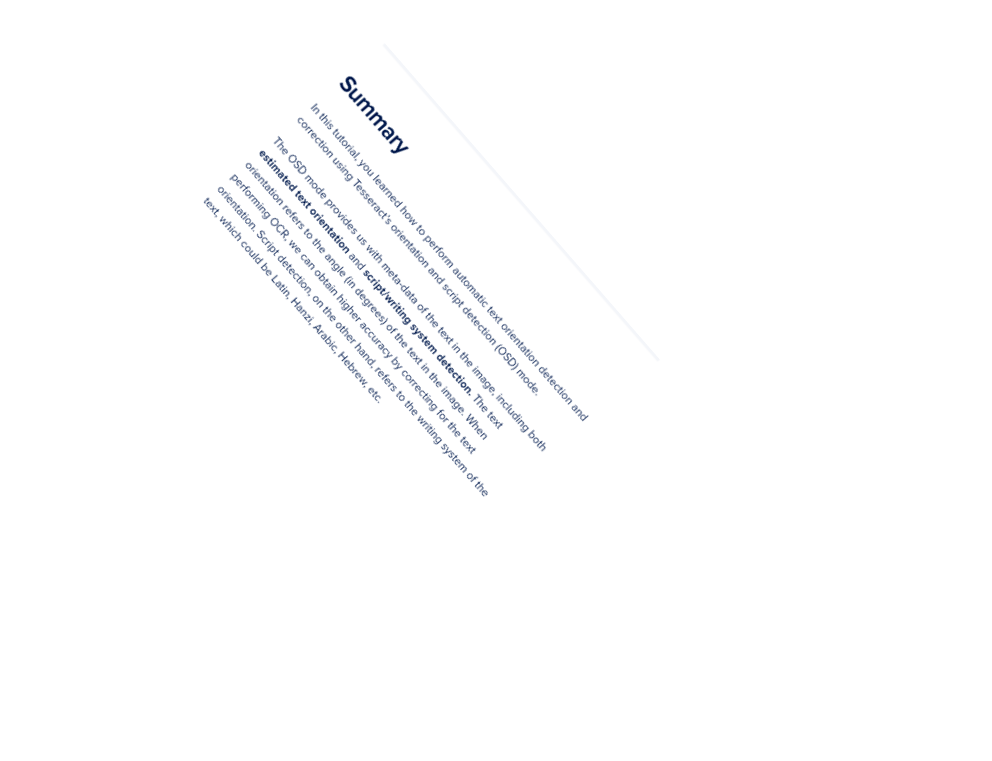 Summary
In this tutorial, you learned how to perform automatic text orientation detection and
correction using Tesseract's orientation and script detection (OSD) mode.
The OSD mode provides us with meta-data of the text in the image, including both
estimated text orientation and script/writing system detection. The text
orientation refers to the angle (in degrees) of the text in the image. When
performing OCR, we can obtain higher accuracy by correcting for the text
orientation. Script detection, on the other hand, refers to the writing system of the
text, which could be Latin, Hanzi, Arabic, Hebrew, etc.